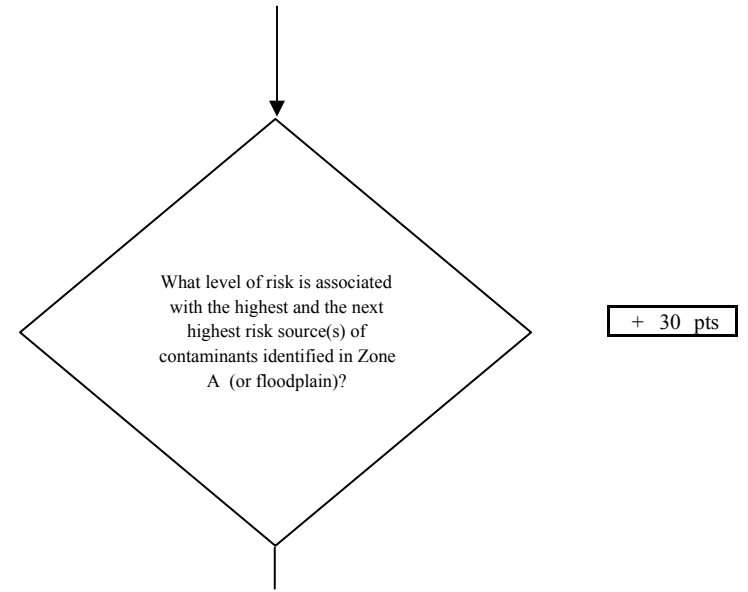 What level of risk is associated
with the highest and the next
highest risk source(s) of
contaminants identified in Zone
A (or floodplain)?
+ 30 pts